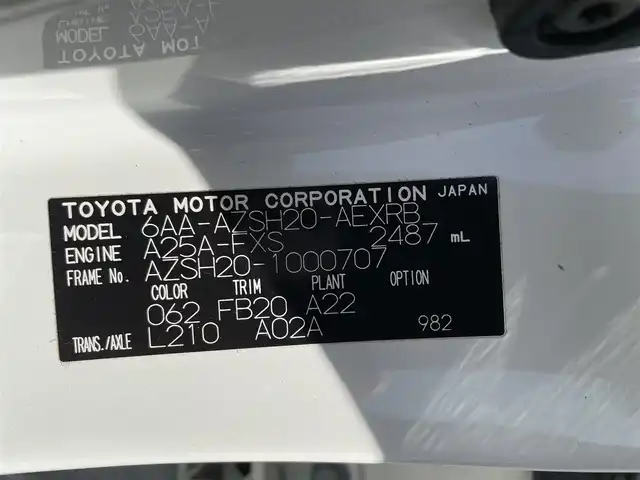 TOYOTA MOTOR CORPORATION JAPAN
MODEL 6AA-AZSH20-AEXRB
ENGINE A25A-FXS 2487 mL
FRAME No. AZSH20-1000707
COLOR TRIM PLANT OPTION
062 FB20 A22
TRANS./AXLE L210 A02A 982